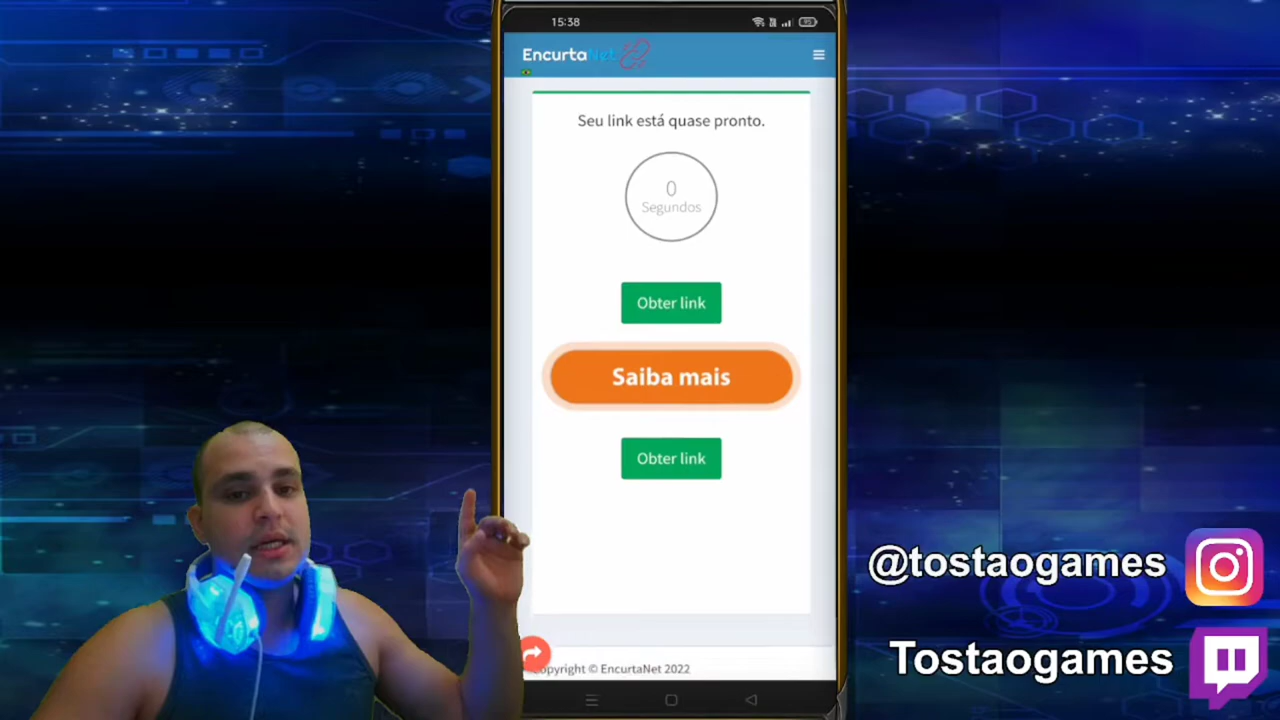 15:38
95
EncurtaNet
Seu link está quase pronto.
0
Segundos
Obter link
Saiba mais
Obter link
Copyright © EncurtaNet 2022
@tostaogames
Tostaogames